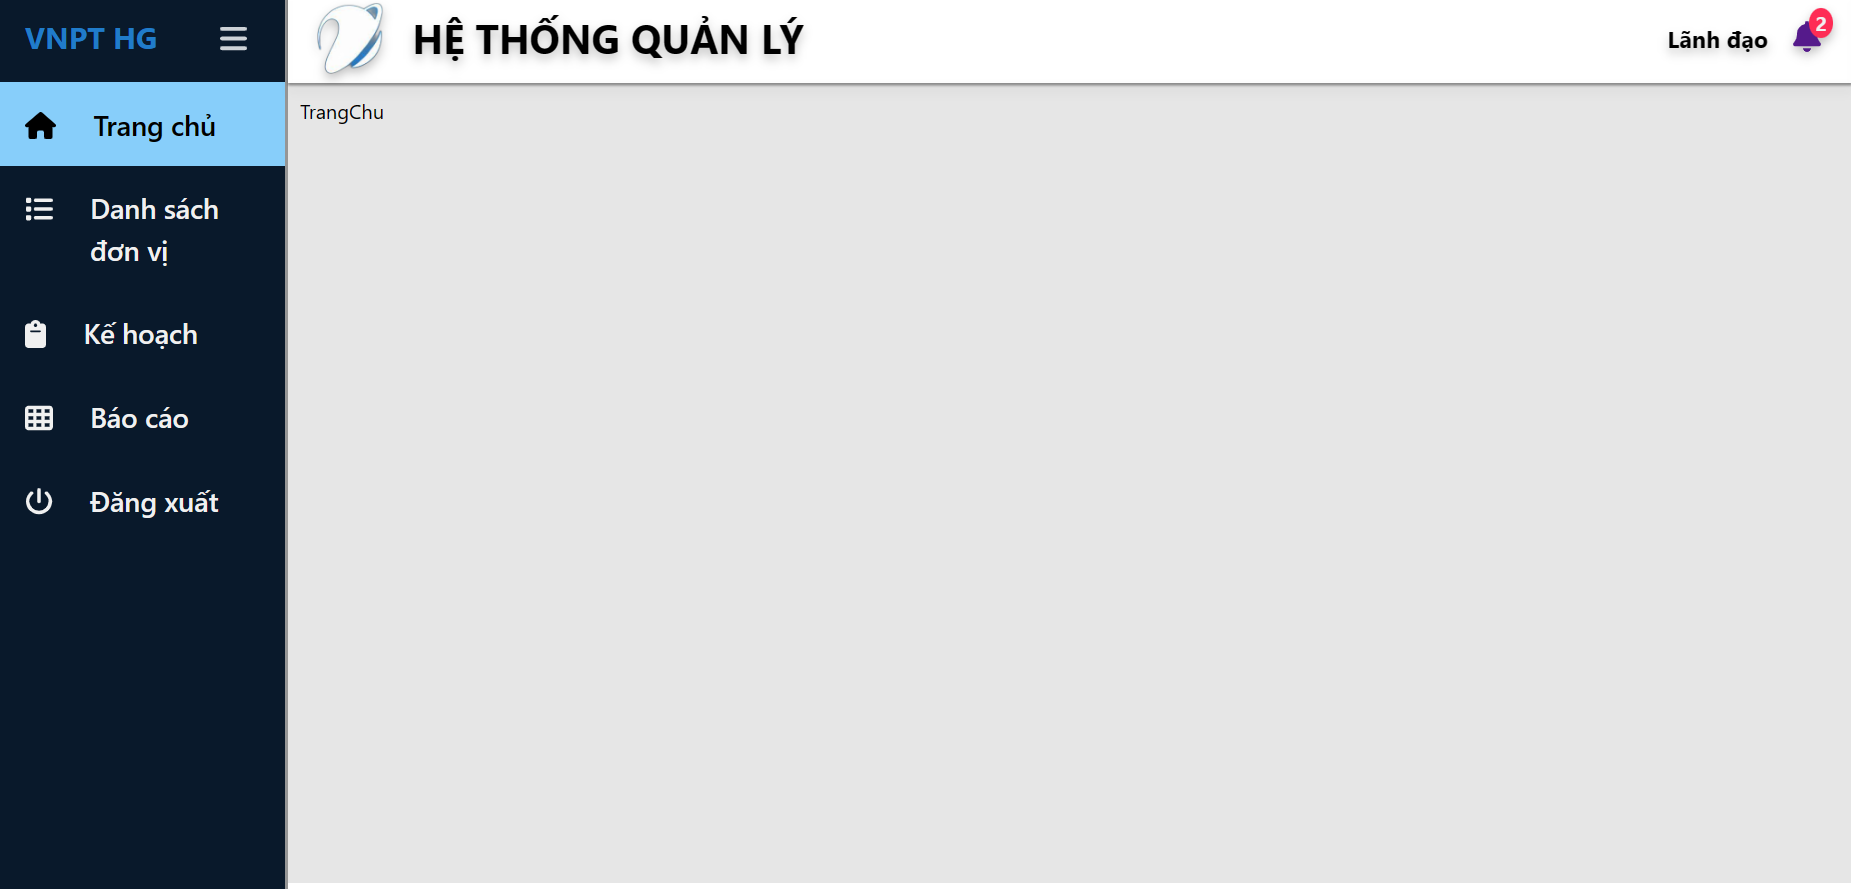 VNPT HG
HỆ THỐNG QUẢN LÝ
Lãnh đạo
2
Trang chủ
Danh sách
đơn vị
Kế hoạch
Báo cáo
Đăng xuất
TrangChu